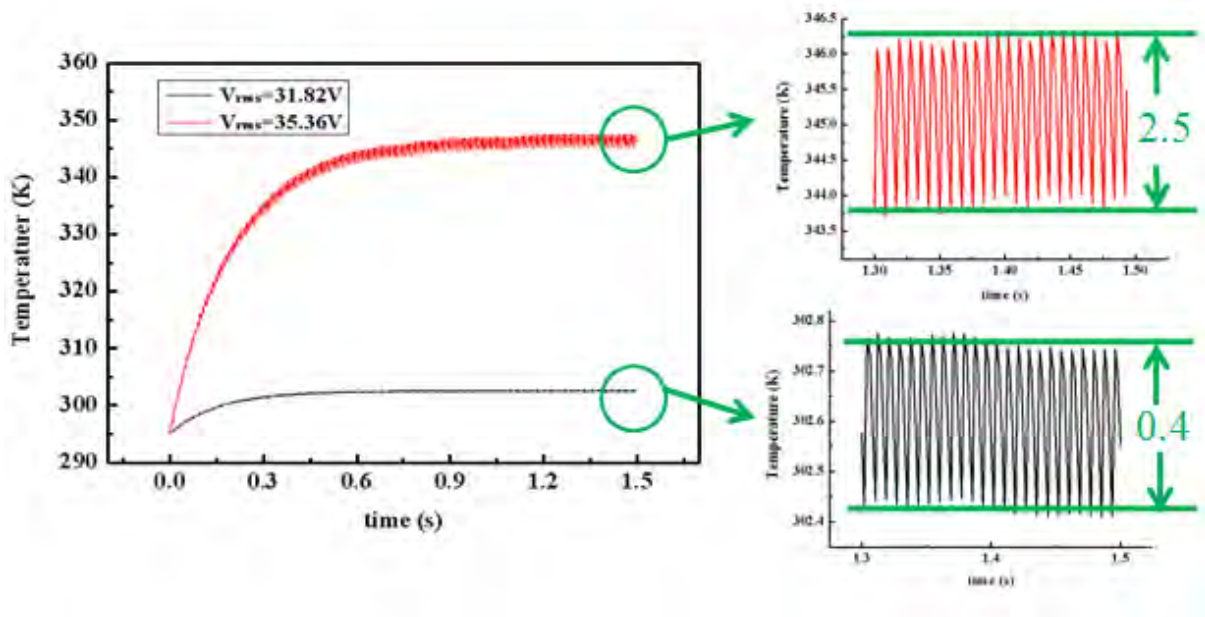 360
350
340
330
320
310
300
290
Temperatuer (K)
Vrms=31.82V
Vrms=35.36V
0.0 0.3 0.6 0.9 1.2 1.5
time (s)
346.5
346.0
345.5
345.0
344.5
344.0
343.5
Temperature (K)
2.5
1.30 1.35 1.40 1.45 1.50
time (s)
302.8
302.7
302.6
302.5
302.4
Temperature (K)
0.4
1.3 1.4 1.5
time (s)